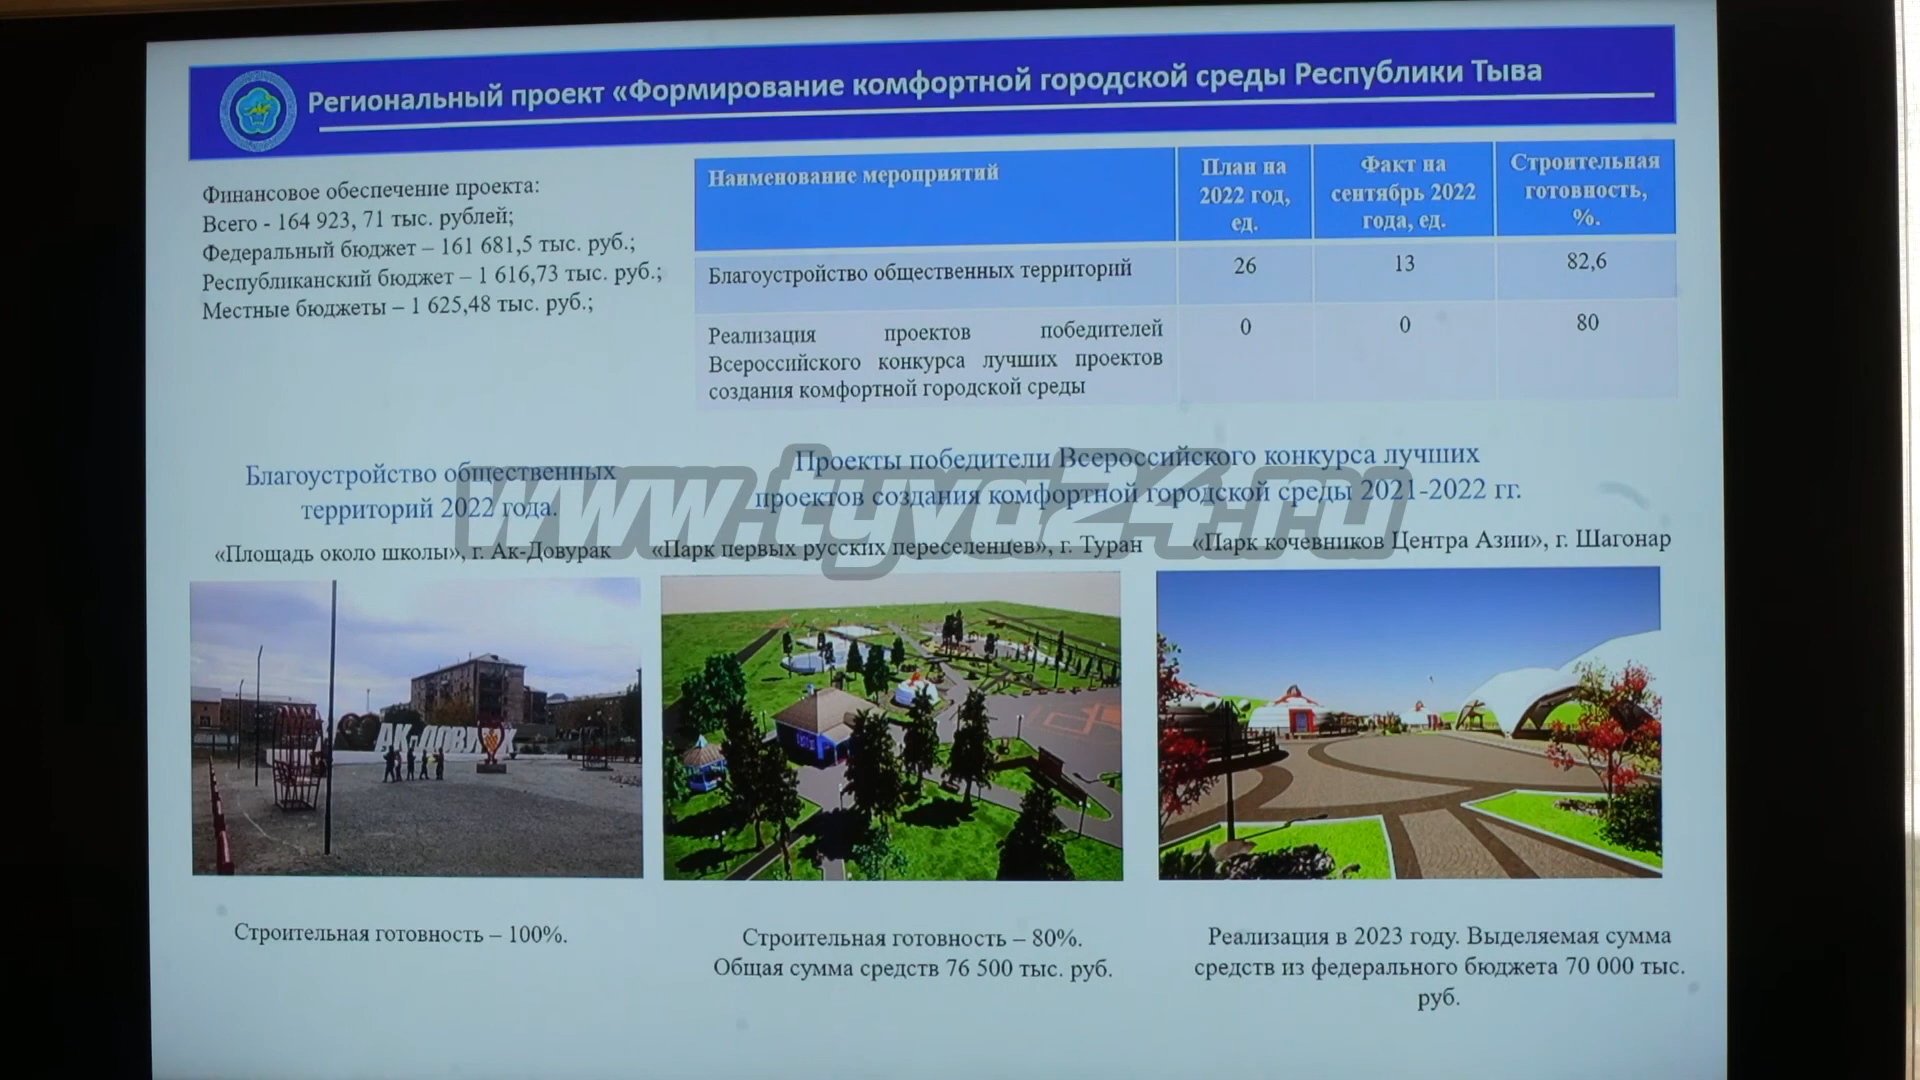 Региональный проект «Формирование комфортной городской среды Республики Тыва
Финансовое обеспечение проекта:
Всего - 164 923, 71 тыс. рублей;
Федеральный бюджет – 161 681,5 тыс. руб.;
Республиканский бюджет – 1 616,73 тыс. руб.;
Местные бюджеты – 1 625,48 тыс. руб.;
Наименование мероприятий
План на
2022 год,
ед.
Факт на
сентябрь 2022
года, ед.
Строительная
готовность,
%.
Благоустройство общественных территорий
26
13
82,6
Реализация проектов победителей
Всероссийского конкурса лучших проектов
создания комфортной городской среды
0
0
80
Благоустройство общественных
территорий 2022 года.
Проекты победители Всероссийского конкурса лучших
проектов создания комфортной городской среды 2021-2022 гг.
www.tyva24.ru
«Площадь около школы», г. Ак-Довурак
«Парк первых русских переселенцев», г. Туран
«Парк кочевников Центра Азии», г. Шагонар
АК ДОВУРАК
Строительная готовность – 100%.
Строительная готовность – 80%.
Общая сумма средств 76 500 тыс. руб.
Реализация в 2023 году. Выделяемая сумма
средств из федерального бюджета 70 000 тыс.
руб.